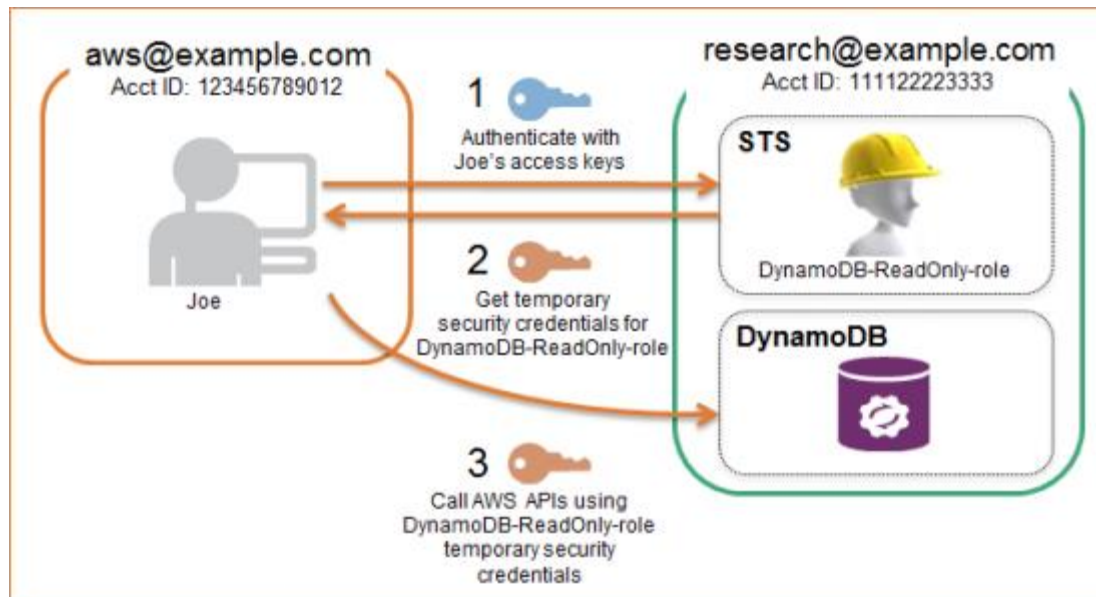 aws@example.com
Acct ID: 123456789012
research@example.com
Acct ID: 111122223333
1
Authenticate with
Joe's access keys
STS
DynamoDB-ReadOnly-role
Joe
2
Get temporary
security credentials for
DynamoDB-ReadOnly-role
DynamoDB
3
Call AWS APIs using
DynamoDB-ReadOnly-role
temporary security
credentials